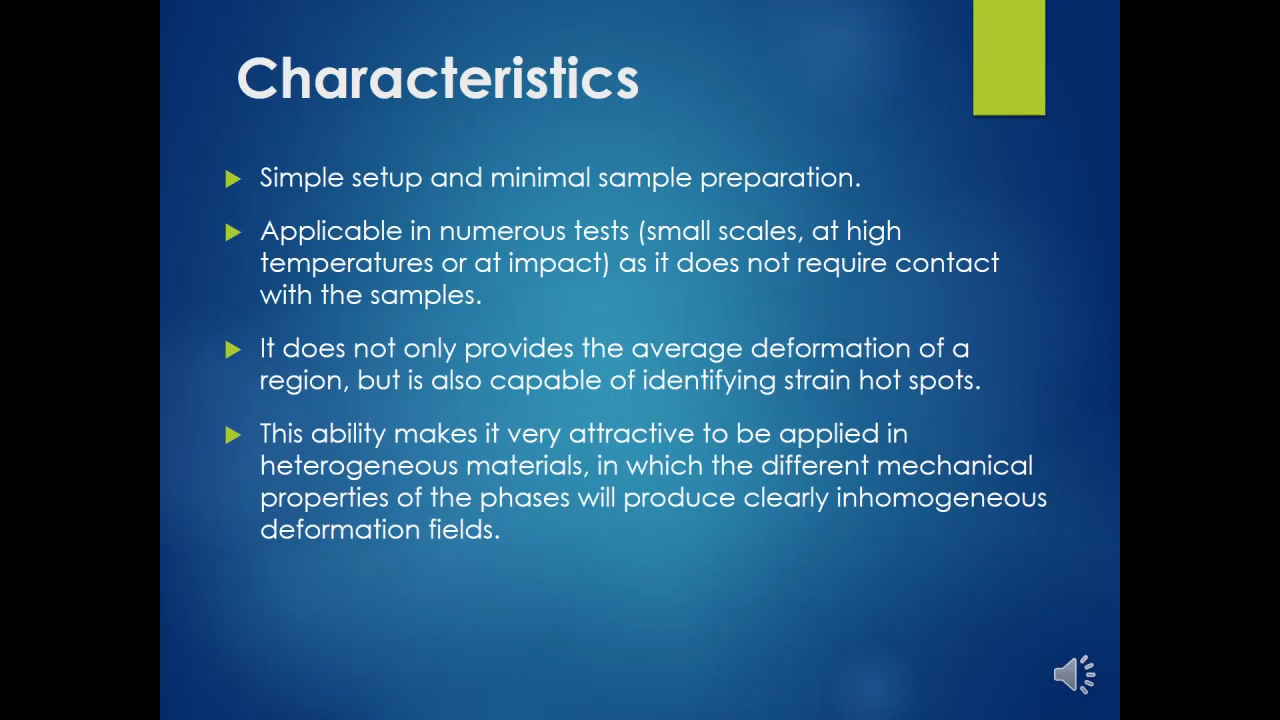 Characteristics
Simple setup and minimal sample preparation.
Applicable in numerous tests (small scales, at high
temperatures or at impact) as it does not require contact
with the samples.
It does not only provides the average deformation of a
region, but is also capable of identifying strain hot spots.
This ability makes it very attractive to be applied in
heterogeneous materials, in which the different mechanical
properties of the phases will produce clearly inhomogeneous
deformation fields.